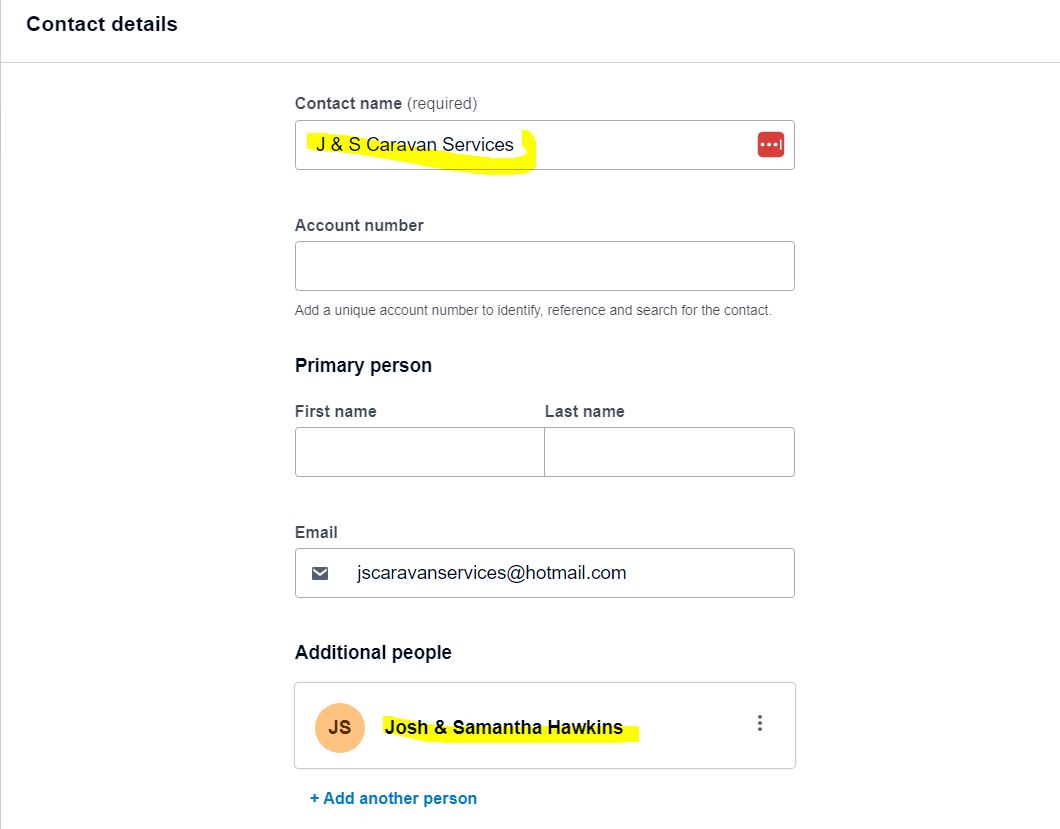 Contact details
Contact name (required)
J & S Caravan Services
Account number
Add a unique account number to identify, reference and search for the contact.
Primary person
First name Last name
Email
jscaravanservices@hotmail.com
Additional people
JS Josh & Samantha Hawkins
+ Add another person